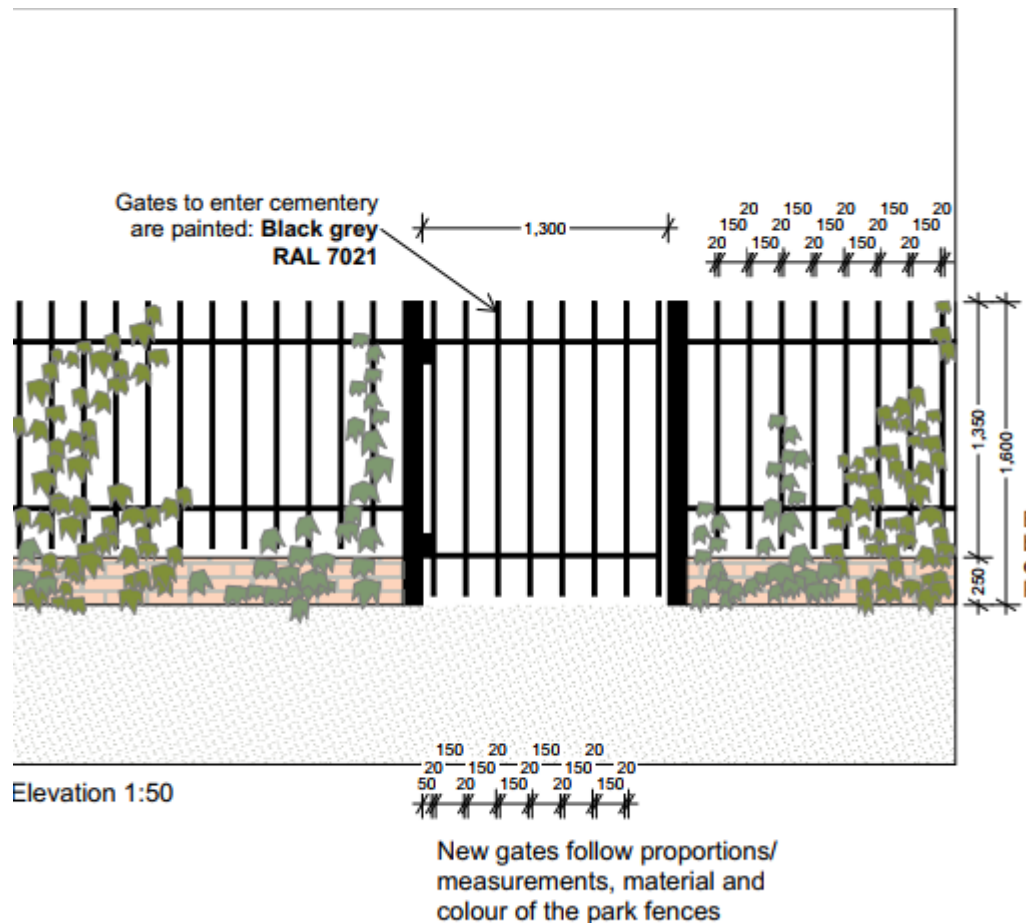 Gates to enter cementery
are painted: Black grey
RAL 7021
1,300
20 150 20 150 20
150 150 20 150 20 150
20 150 20 150 20
1,350
1,600
250
150 20 150 20
20 150 20 150 20
50 20 150 20 150
Elevation 1:50
New gates follow proportions/
measurements, material and
colour of the park fences